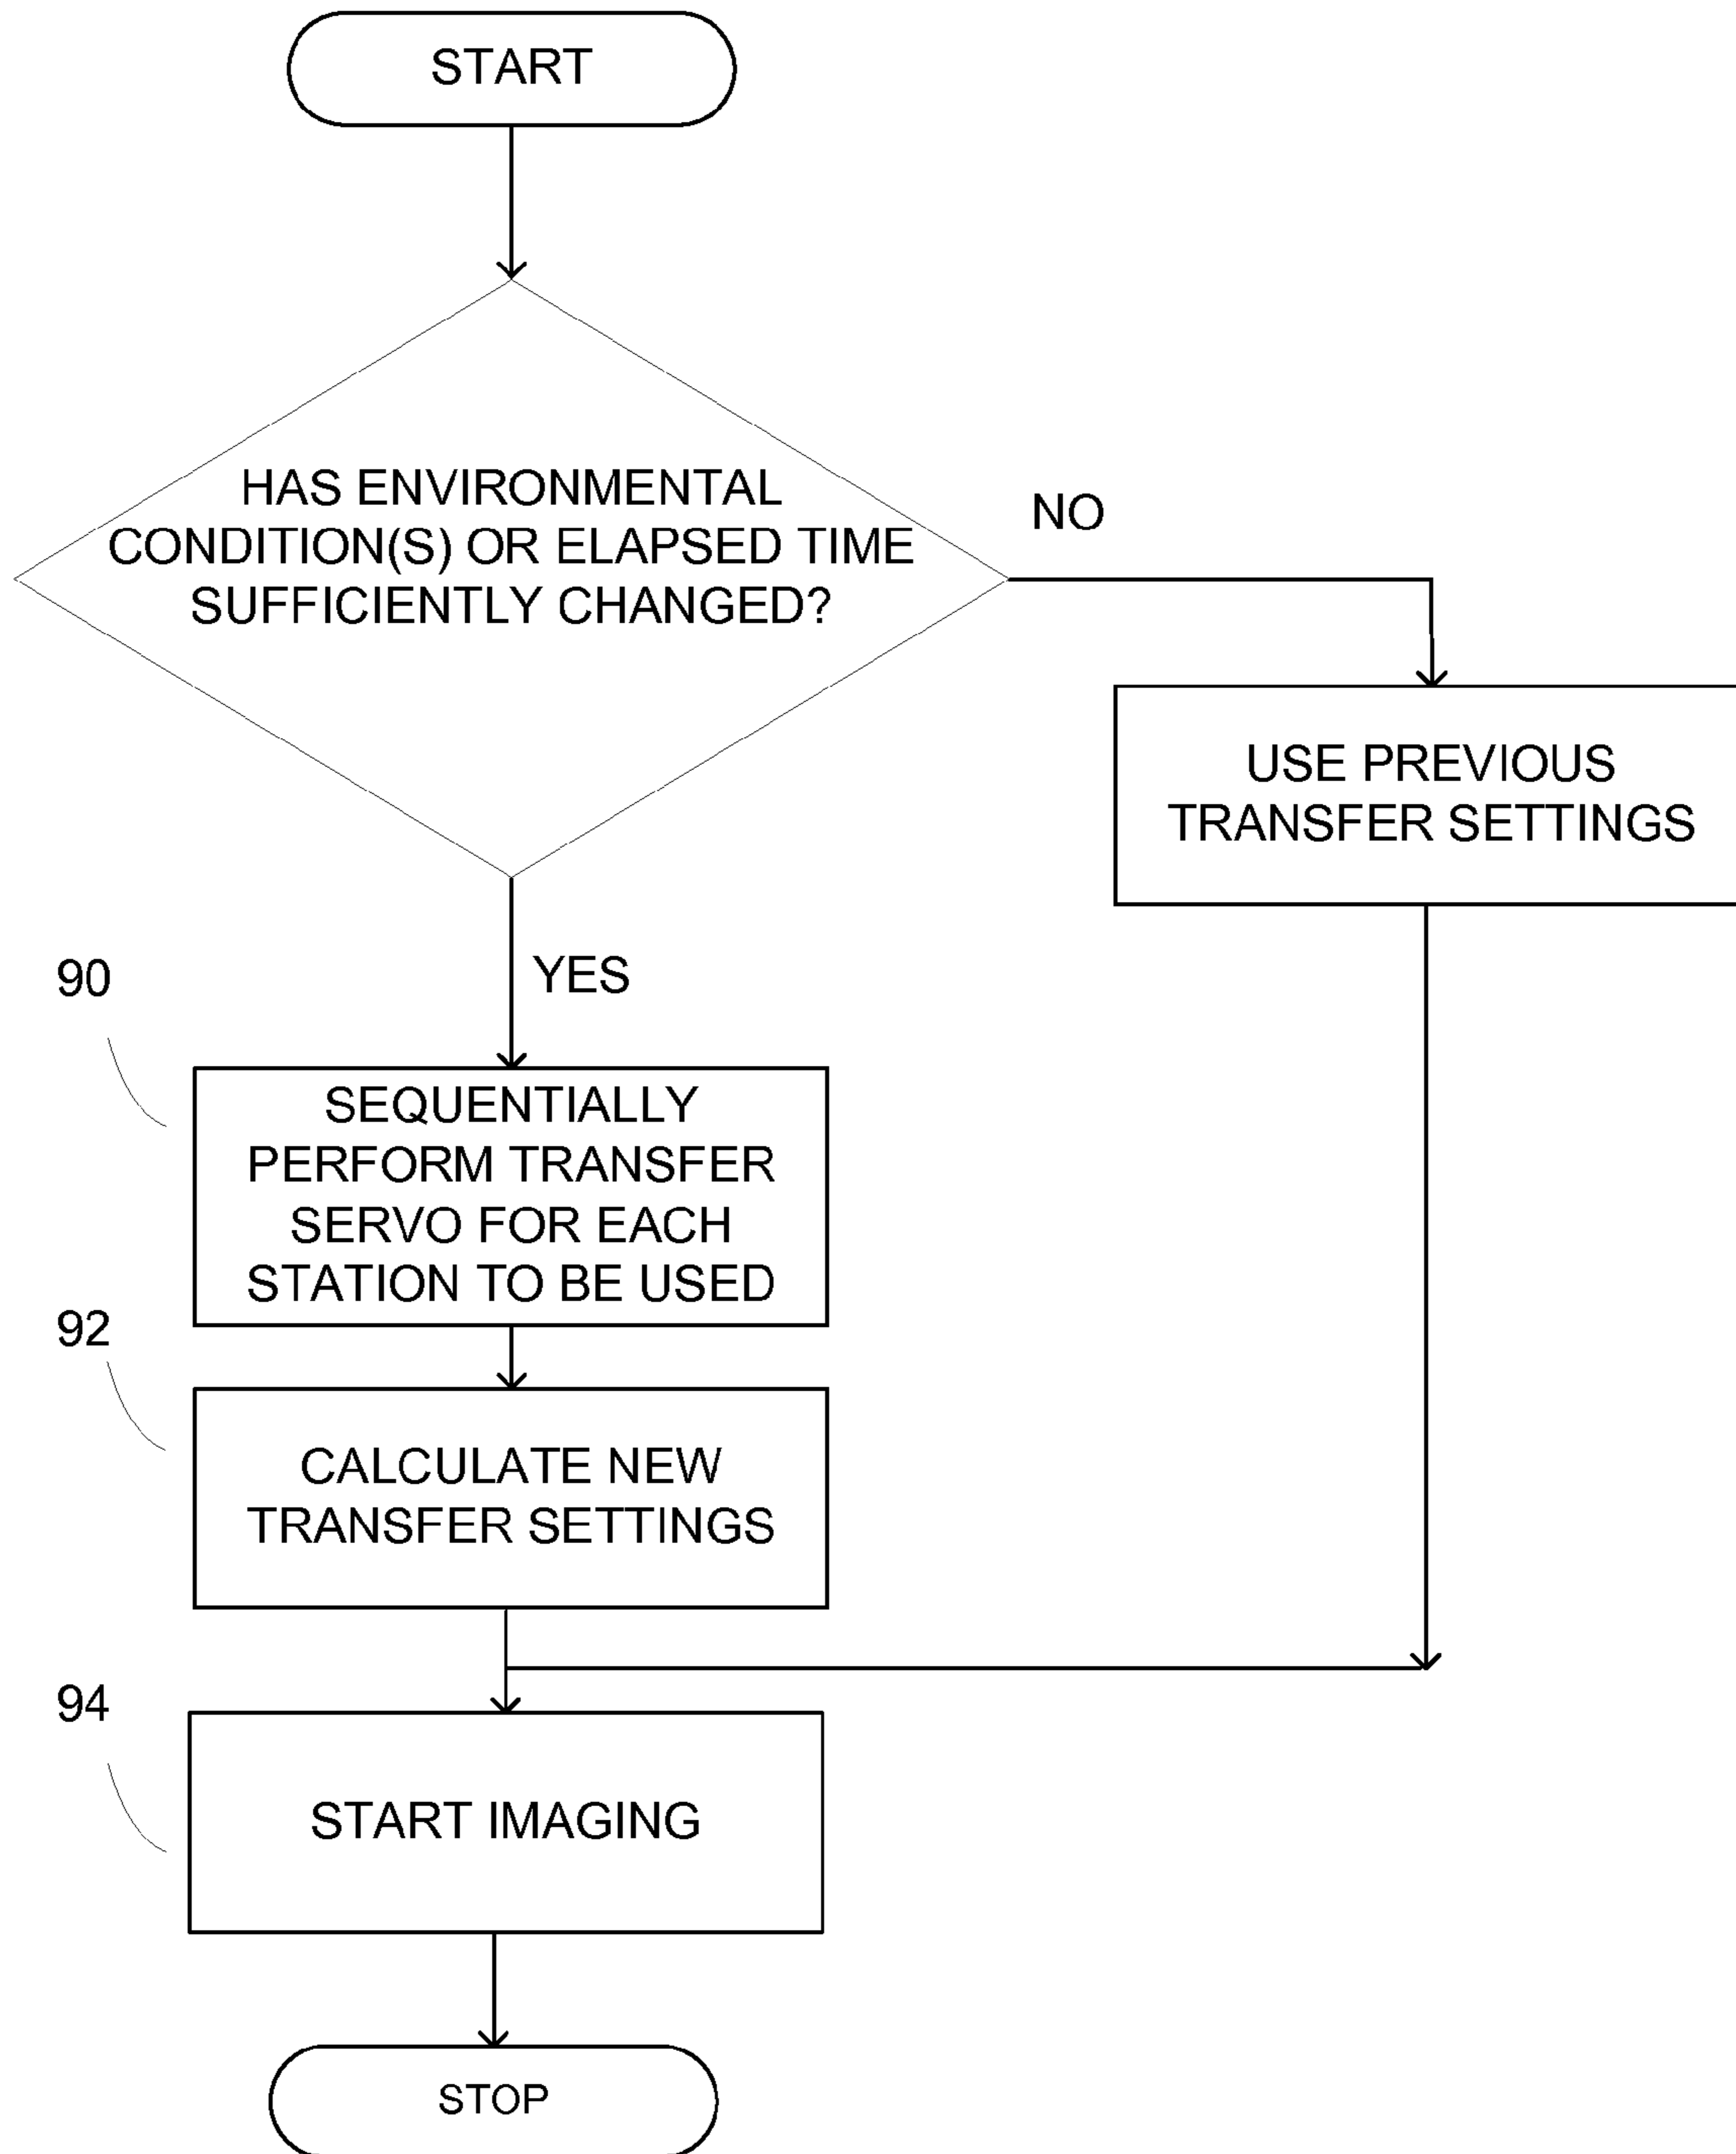 START
HAS ENVIRONMENTAL
CONDITION(S) OR ELAPSED TIME
SUFFICIENTLY CHANGED?
NO
USE PREVIOUS
TRANSFER SETTINGS
YES
90
SEQUENTIALLY
PERFORM TRANSFER
SERVO FOR EACH
STATION TO BE USED
92
CALCULATE NEW
TRANSFER SETTINGS
94
START IMAGING
STOP